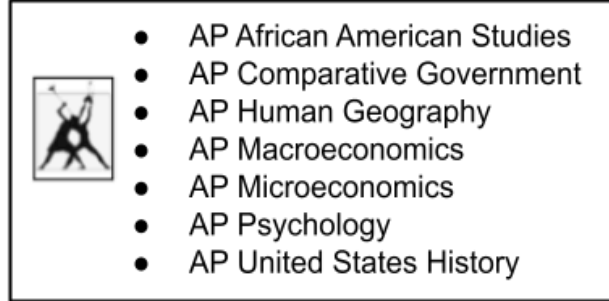 ● AP African American Studies
● AP Comparative Government
● AP Human Geography
● AP Macroeconomics
● AP Microeconomics
● AP Psychology
● AP United States History